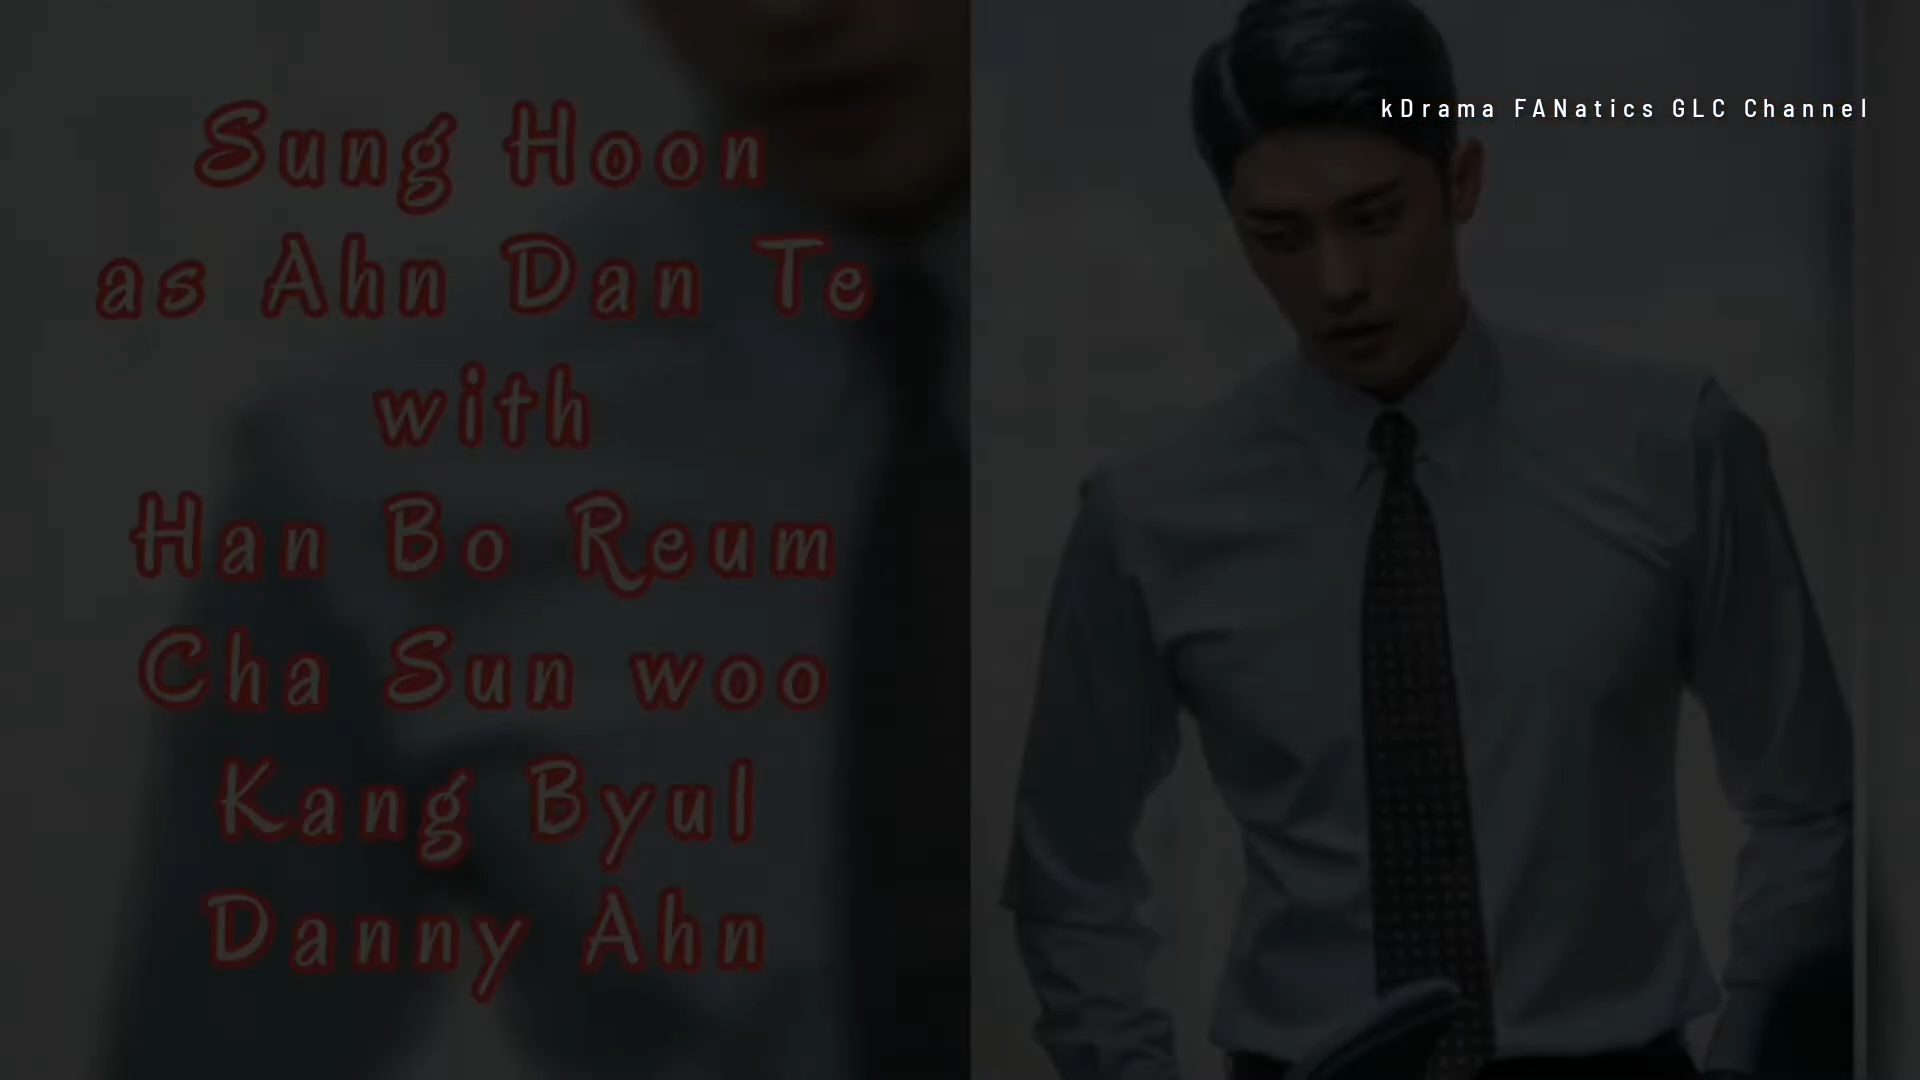 kDrama FANatics GLC Channel
Sung Hoon
as Ahn Dan Te
with
Han Bo Reum
Cha Sun woo
Kang Byul
Danny Ahn